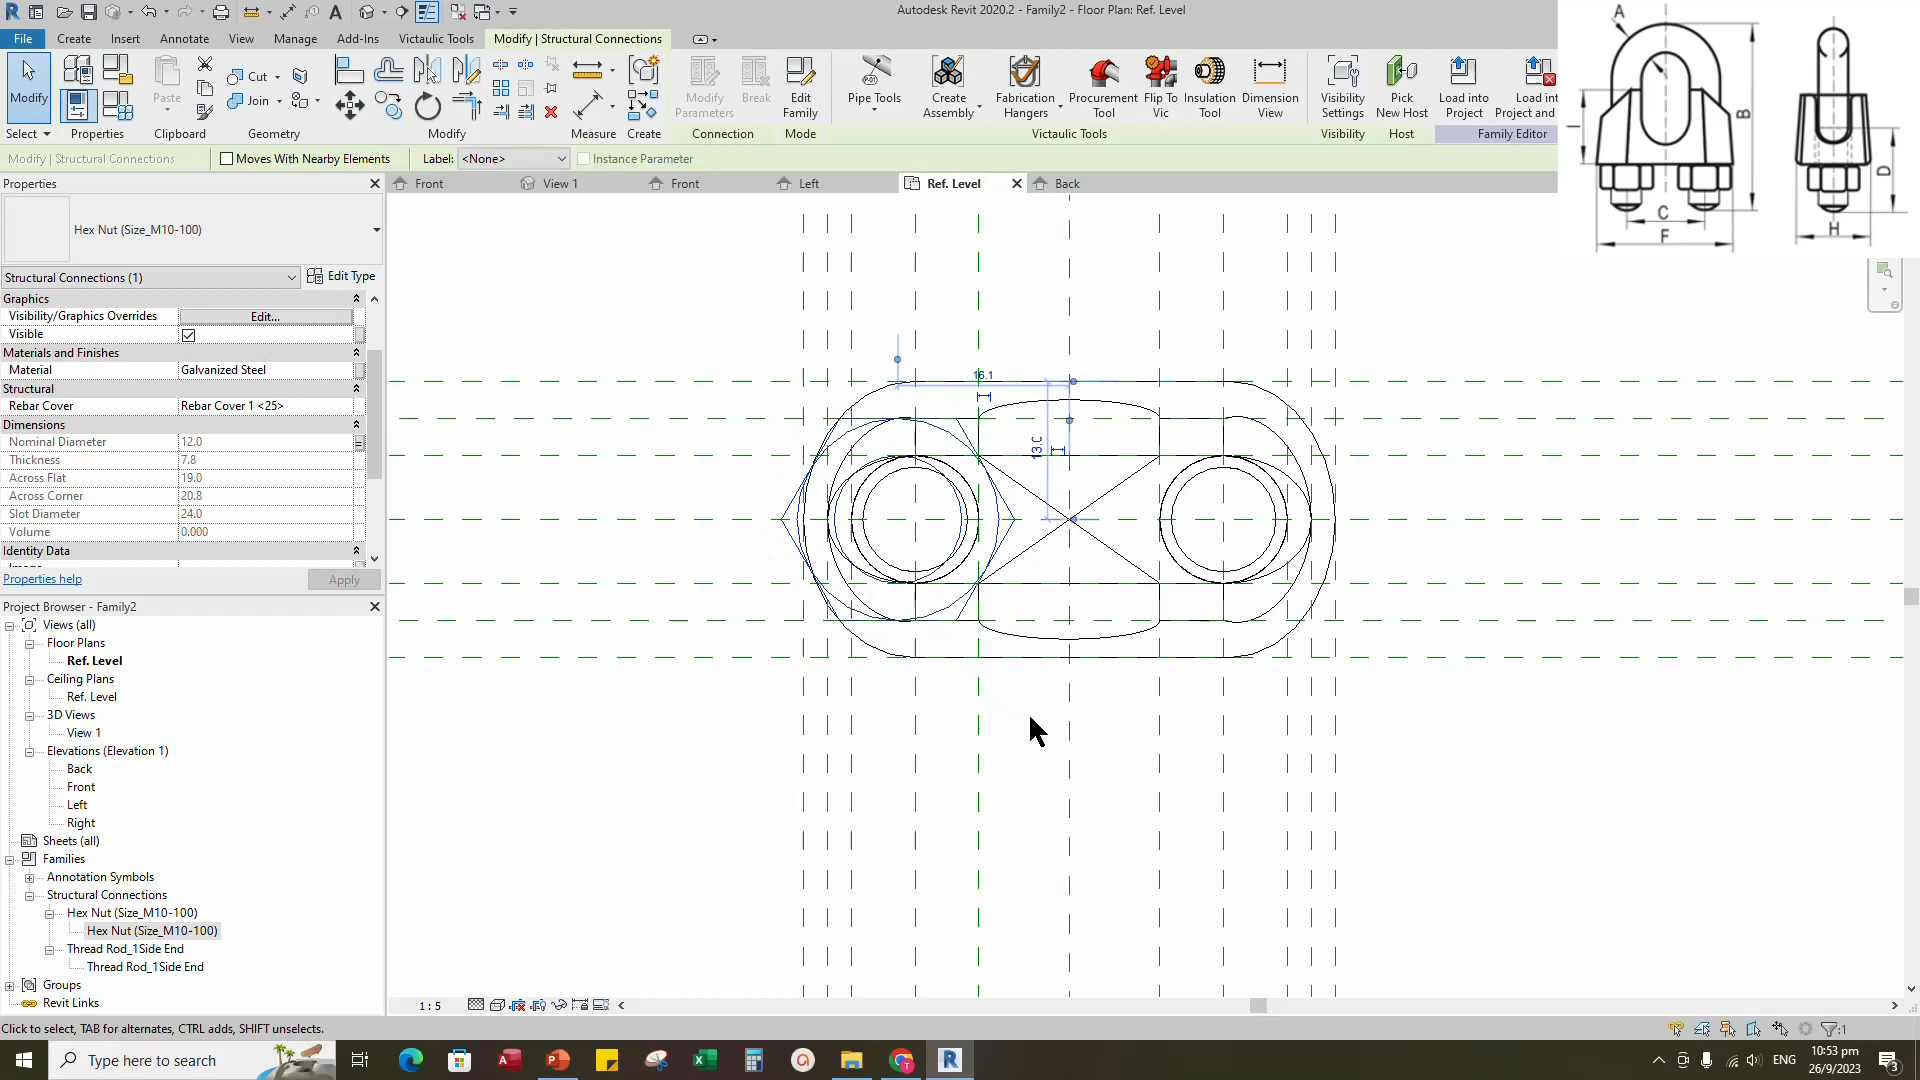 Autodesk Revit 2020.2 - Family2 - Floor Plan: Ref. Level
File
Create
Insert
Annotate
View
Manage
Add-Ins
Victaulic Tools
Modify | Structural Connections
Modify
Paste
Cut
Join
Modify
Parameters
Break
Edit
Family
Pipe Tools
Create
Assembly
Fabrication
Hangers
Procurement
Tool
Flip To
Vic
Insulation
Tool
Dimension
View
Visibility
Settings
Pick
New Host
Load into
Project
Load int
Project and
Select
Properties
Clipboard
Geometry
Modify
Measure
Create
Connection
Mode
Victaulic Tools
Visibility
Host
Family Editor
Modify | Structural Connections
Moves With Nearby Elements
Label:
<None>
Instance Parameter
Properties
Front
View 1
Front
Left
Ref. Level
Back
Hex Nut (Size_M10-100)
Structural Connections (1)
Edit Type
Graphics
Visibility/Graphics Overrides
Edit...
Visible
Materials and Finishes
Material
Galvanized Steel
Structural
Rebar Cover
Rebar Cover 1 <25>
Dimensions
Nominal Diameter
12.0
Thickness
7.8
Across Flat
19.0
Across Corner
20.8
Slot Diameter
24.0
Volume
0.000
Identity Data
Properties help
Apply
Project Browser - Family2
Views (all)
Floor Plans
Ref. Level
Ceiling Plans
Ref. Level
3D Views
View 1
Elevations (Elevation 1)
Back
Front
Left
Right
Sheets (all)
Families
Annotation Symbols
Structural Connections
Hex Nut (Size_M10-100)
Hex Nut (Size_M10-100)
Thread Rod_1Side End
Thread Rod_1Side End
Groups
Revit Links
16.1
13.0
A
B
I
C
F
D
H
1 : 5
Click to select, TAB for alternates, CTRL adds, SHIFT unselects.
:1
Type here to search
ENG
10:53 pm
26/9/2023
3